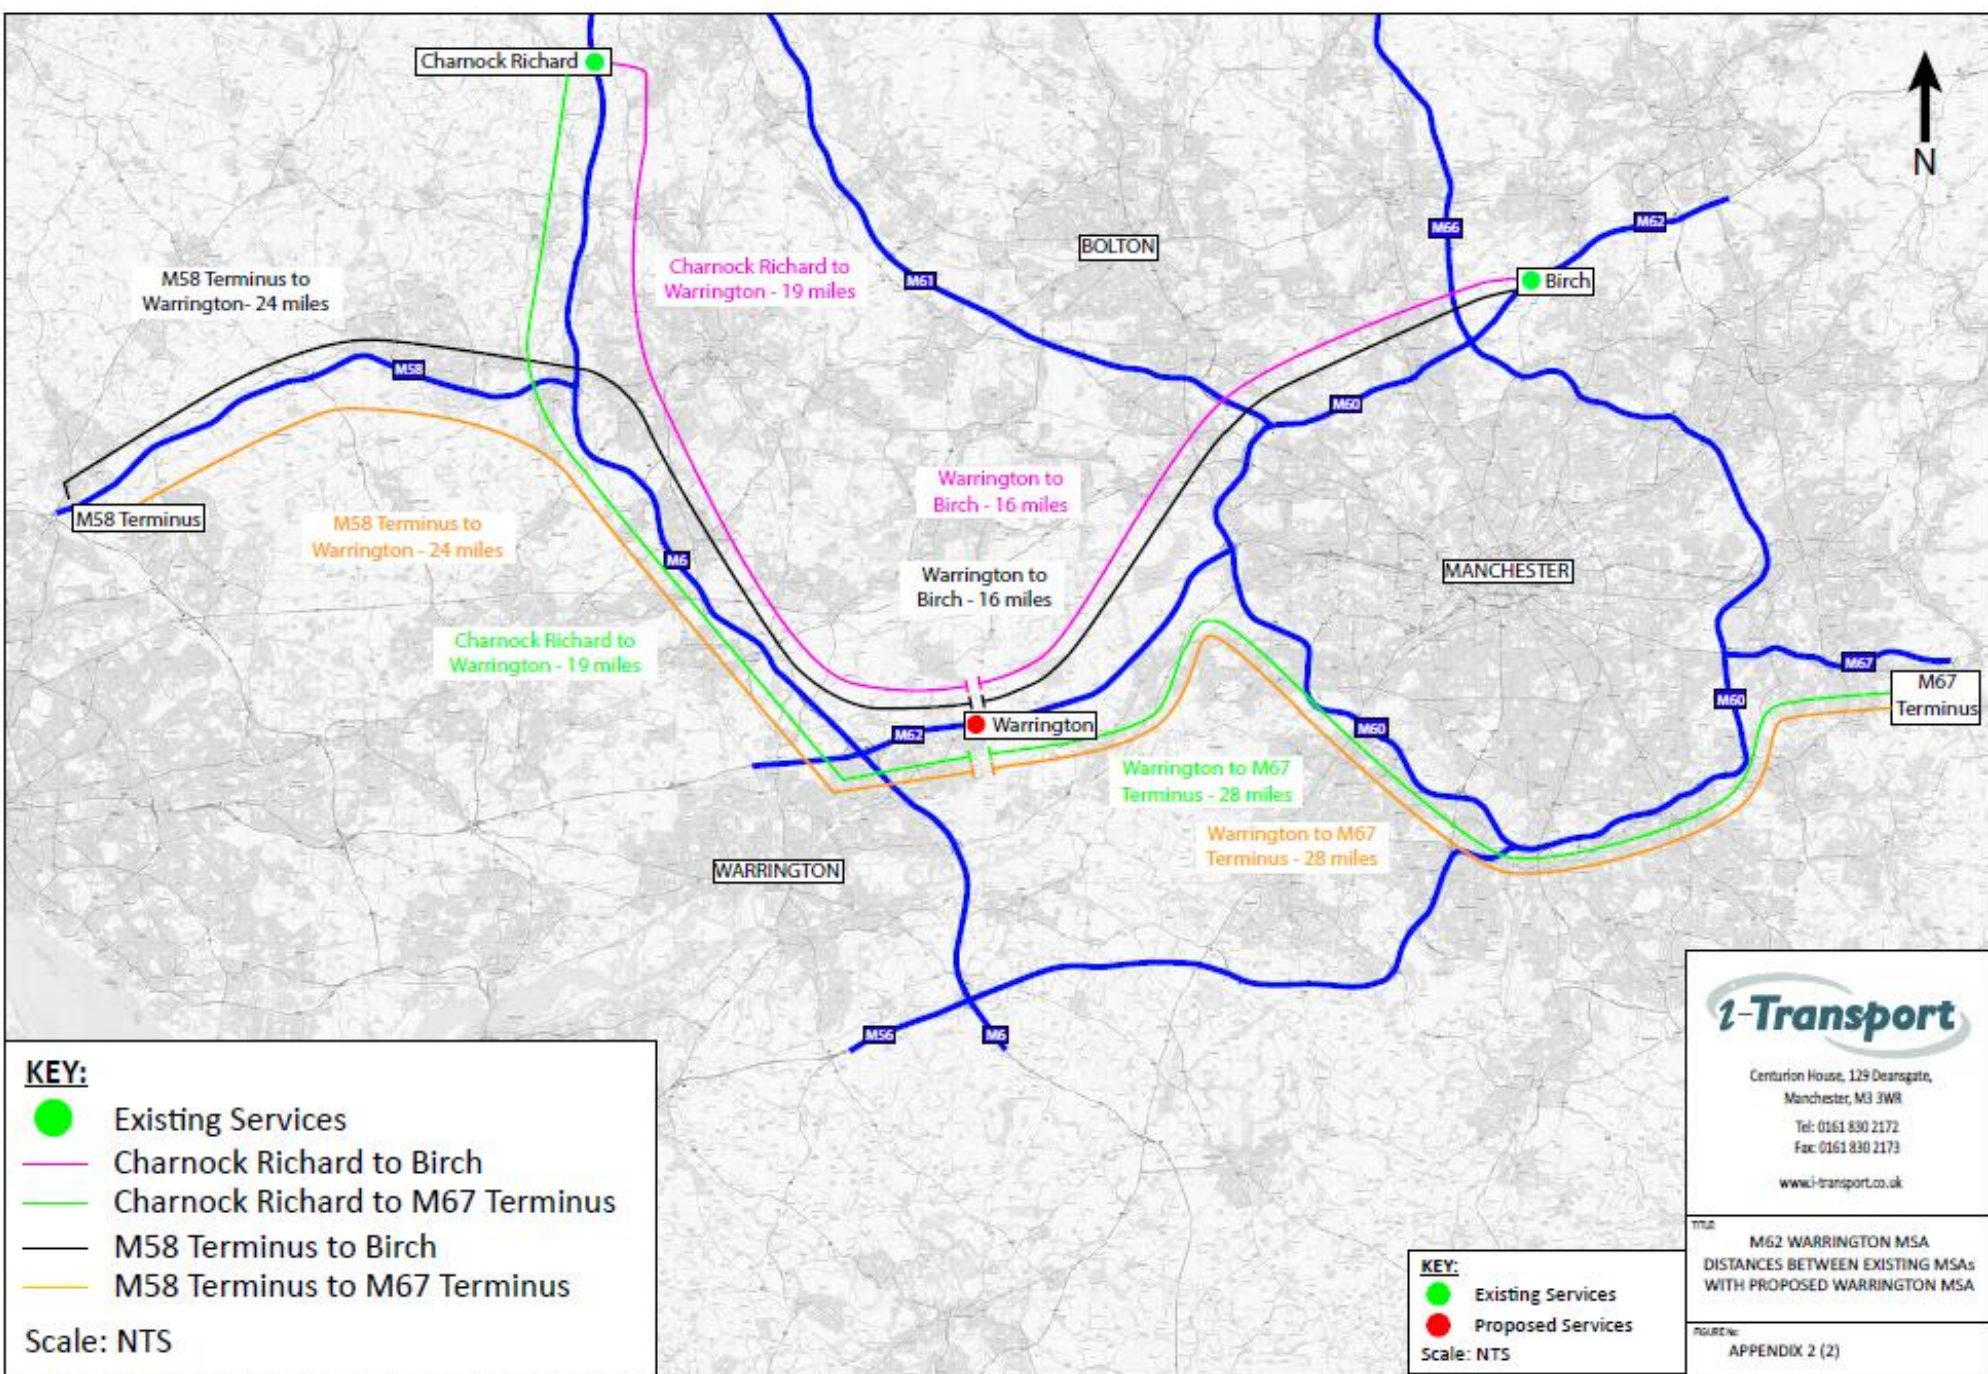 Charnock Richard
N
BOLTON
M66
M62
Charnock Richard to
Warrington - 19 miles
M61
Birch
M58 Terminus to
Warrington- 24 miles
M58
M60
Warrington to
Birch - 16 miles
M58 Terminus
M58 Terminus to
Warrington - 24 miles
M6
MANCHESTER
Warrington to
Birch - 16 miles
Charnock Richard to
Warrington - 19 miles
M67
M67
Terminus
M60
M62
Warrington
M60
Warrington to M67
Terminus - 28 miles
Warrington to M67
Terminus - 28 miles
WARRINGTON
M56
M6
KEY:
Existing Services
Charnock Richard to Birch
Charnock Richard to M67 Terminus
M58 Terminus to Birch
M58 Terminus to M67 Terminus
Scale: NTS
KEY:
Existing Services
Proposed Services
Scale: NTS
i-Transport
Centurion House, 129 Deansgate,
Manchester, M3 3WR
Tel: 0161 830 2172
Fax: 0161 830 2173
www.i-transport.co.uk
TITLE:
M62 WARRINGTON MSA
DISTANCES BETWEEN EXISTING MSAs
WITH PROPOSED WARRINGTON MSA
FIGURE No:
APPENDIX 2 (2)